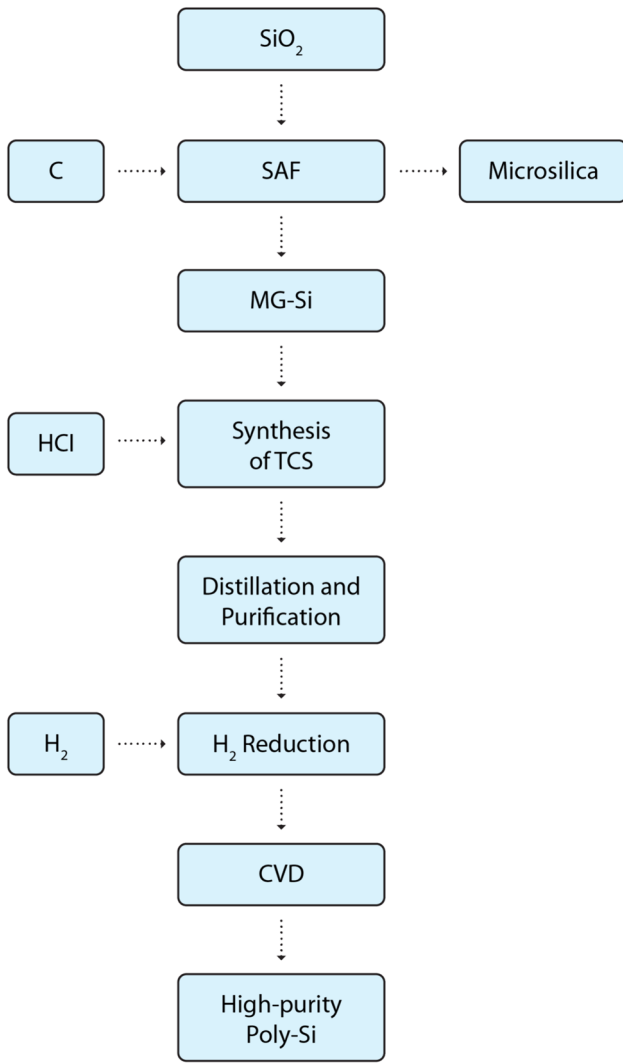 SiO₂
C
SAF
Microsilica
MG-Si
HCl
Synthesis
of TCS
Distillation and
Purification
H₂
H₂ Reduction
CVD
High-purity
Poly-Si